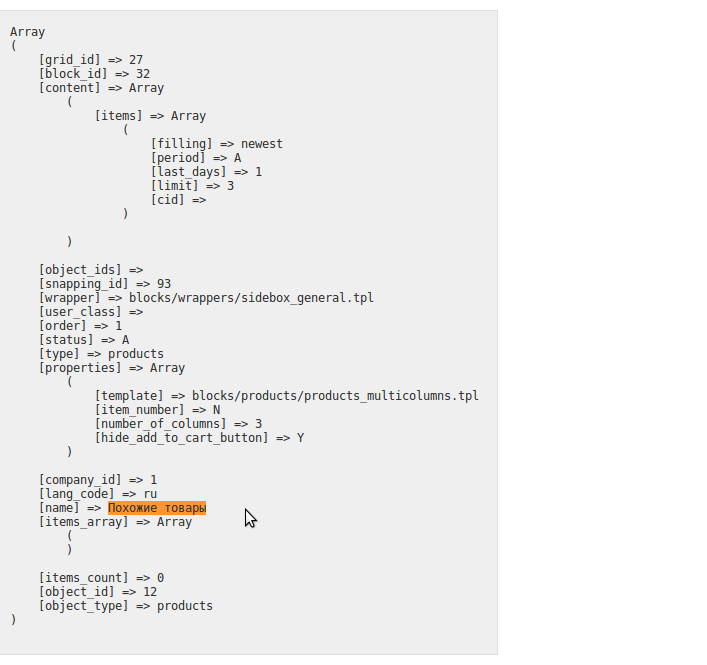 Array
(
    [grid_id] => 27
    [block_id] => 32
    [content] => Array
        (
            [items] => Array
                (
                    [filling] => newest
                    [period] => A
                    [last_days] => 1
                    [limit] => 3
                    [cid] =>
                )

        )

    [object_ids] =>
    [snapping_id] => 93
    [wrapper] => blocks/wrappers/sidebox_general.tpl
    [user_class] =>
    [order] => 1
    [status] => A
    [type] => products
    [properties] => Array
        (
            [template] => blocks/products/products_multicolumns.tpl
            [item_number] => N
            [number_of_columns] => 3
            [hide_add_to_cart_button] => Y
        )

    [company_id] => 1
    [lang_code] => ru
    [name] => Похожие товары
    [items_array] => Array
        (
        )

    [items_count] => 0
    [object_id] => 12
    [object_type] => products
)